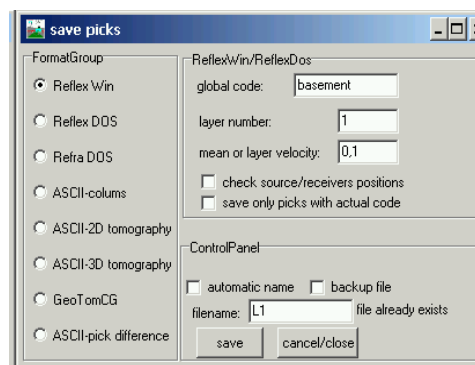 save picks
FormatGroup
Reflex Win
Reflex DOS
Refra DOS
ASCII-colums
ASCII-2D tomography
ASCII-3D tomography
GeoTomCG
ASCII-pick difference
ReflexWin/ReflexDos
global code: basement
layer number: 1
mean or layer velocity: 0,1
check source/receivers positions
save only picks with actual code
ControlPanel
automatic name backup file
filename: L1 file already exists
save cancel/close